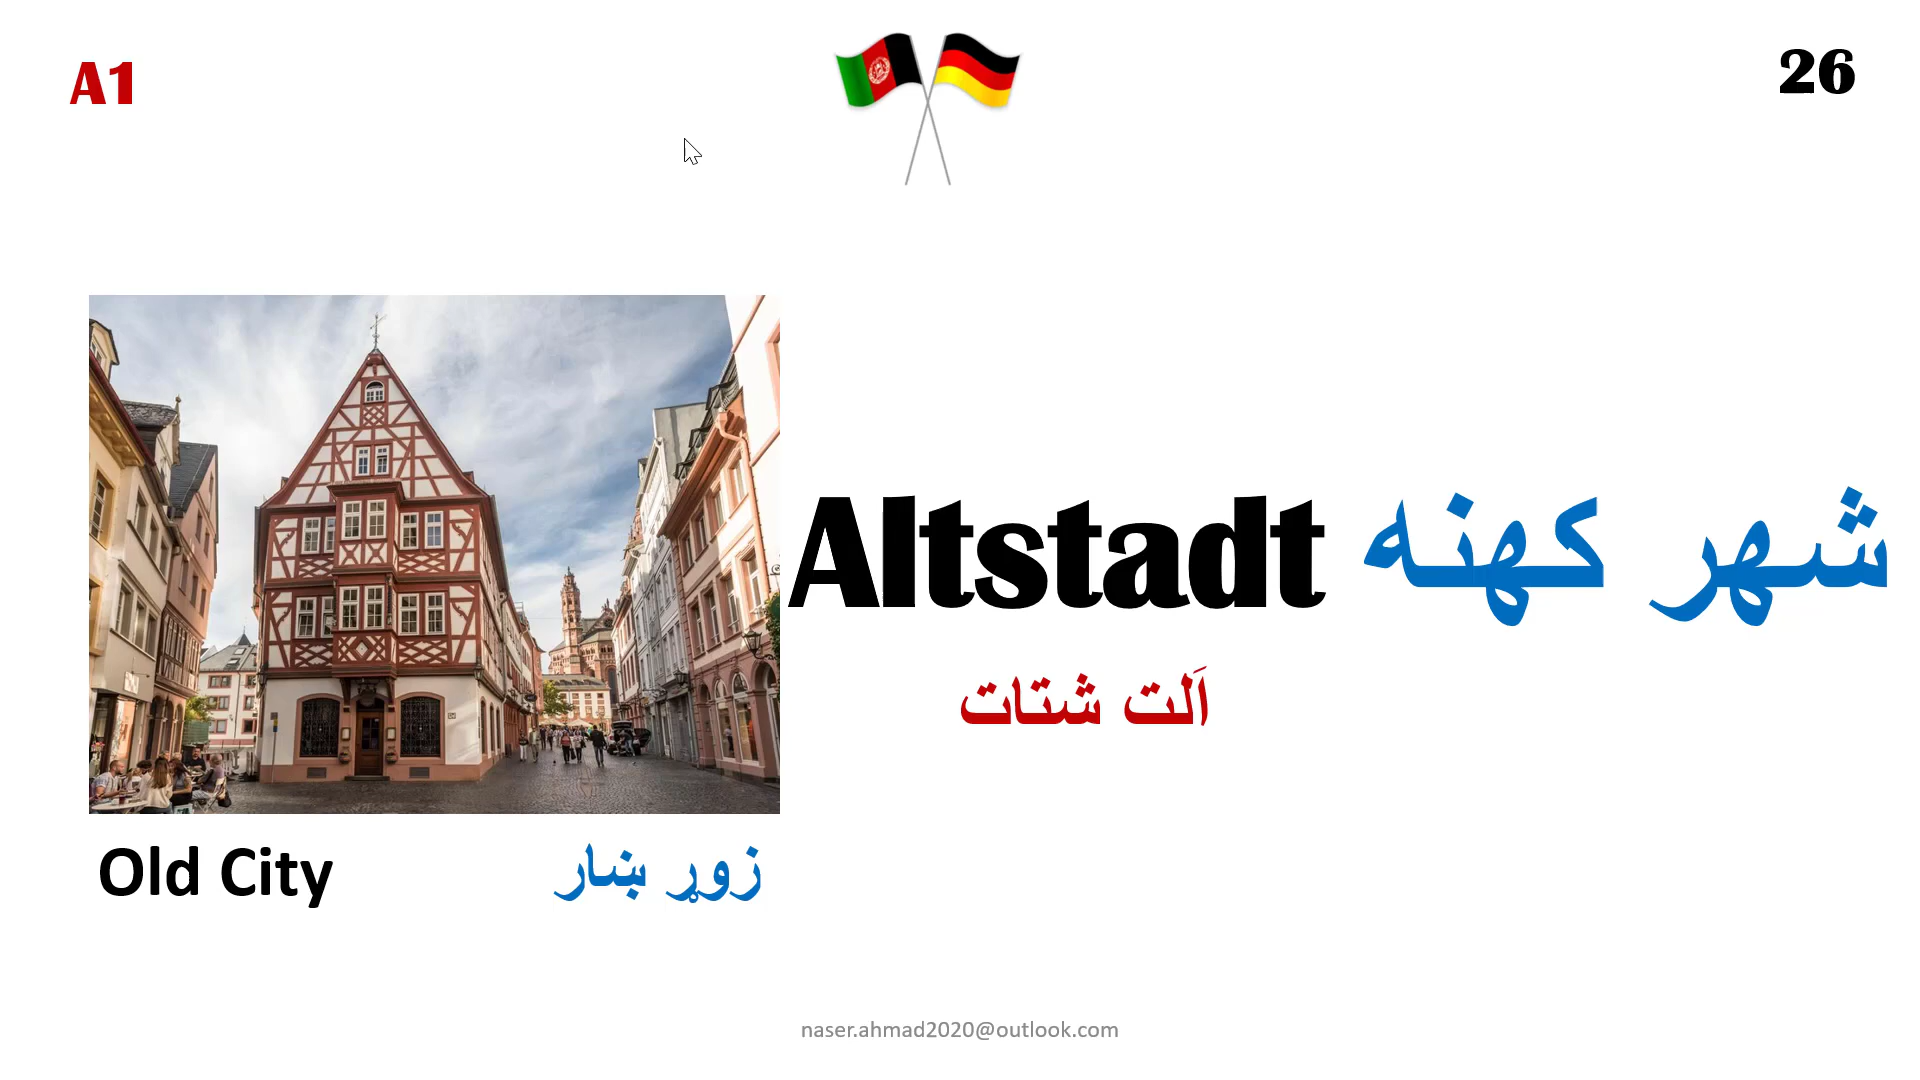 A1
26
Altstadt شهر کهنه
اَلت شتات
Old City زوړ ښار
naser.ahmad2020@outlook.com